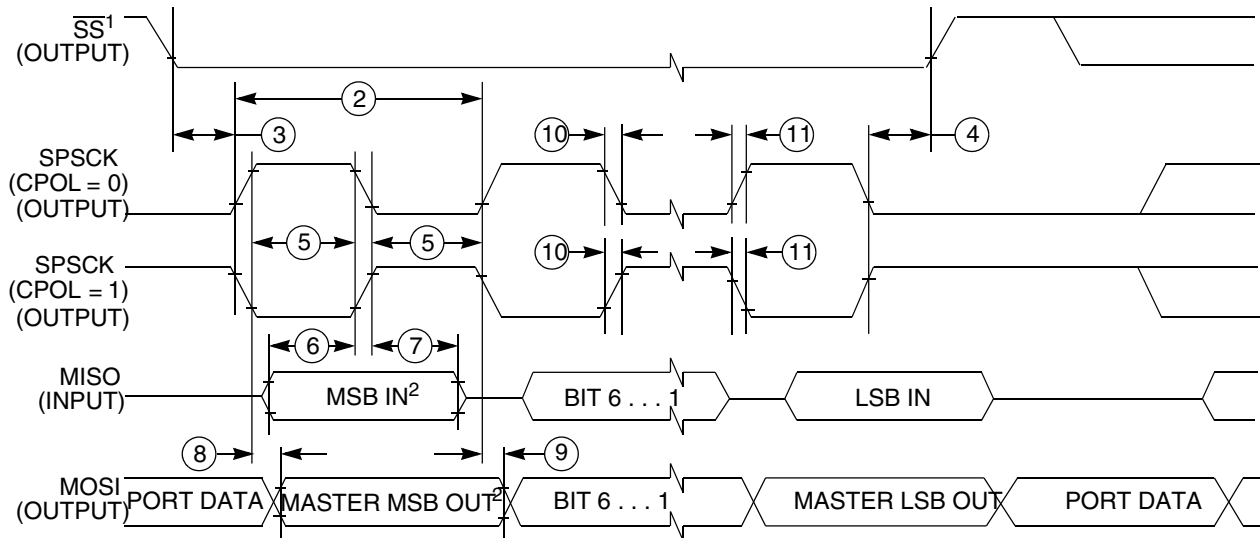 SS1
(OUTPUT)
2
3
10
11
4
SPSCK
(CPOL = 0)
(OUTPUT)
5
5
10
11
SPSCK
(CPOL = 1)
(OUTPUT)
6
7
MISO
(INPUT)
MSB IN2
BIT 6 . . . 1
LSB IN
8
9
MOSI
(OUTPUT)
PORT DATA
MASTER MSB OUT2
BIT 6 . . . 1
MASTER LSB OUT
PORT DATA